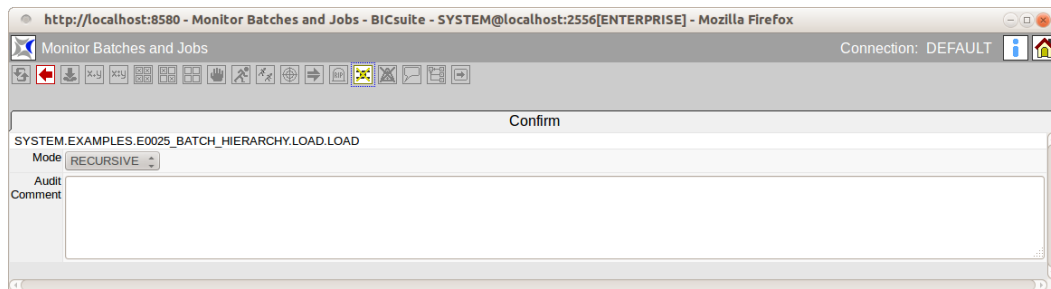 http://localhost:8580 - Monitor Batches and Jobs - BICsuite - SYSTEM@localhost:2556[ENTERPRISE] - Mozilla Firefox
Monitor Batches and Jobs Connection: DEFAULT
x+y x=y RIP
Confirm
SYSTEM.EXAMPLES.E0025_BATCH_HIERARCHY.LOAD.LOAD
Mode RECURSIVE
Audit
Comment